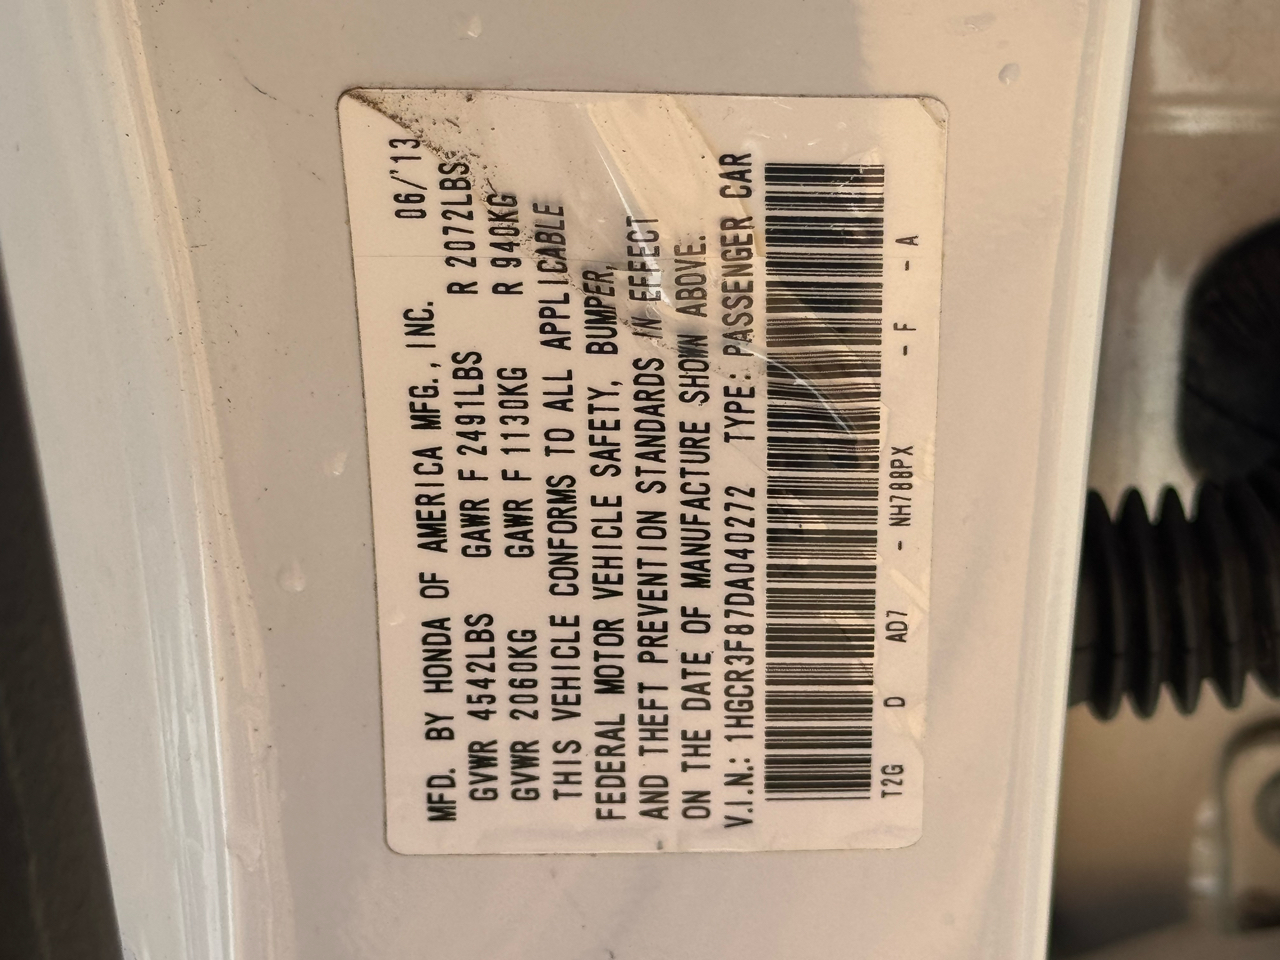 MFD. BY HONDA OF AMERICA MFG., INC. 06/'13
GVWR 4542LBS GAWR F 2491LBS R 2072LBS
GVWR 2060KG GAWR F 1130KG R 940KG
THIS VEHICLE CONFORMS TO ALL APPLICABLE
FEDERAL MOTOR VEHICLE SAFETY, BUMPER,
AND THEFT PREVENTION STANDARDS IN EFFECT
ON THE DATE OF MANUFACTURE SHOWN ABOVE.
V.I.N.: 1HGCR3F87DA040272 TYPE: PASSENGER CAR
T2G D AD7 - NH788PX - F - A